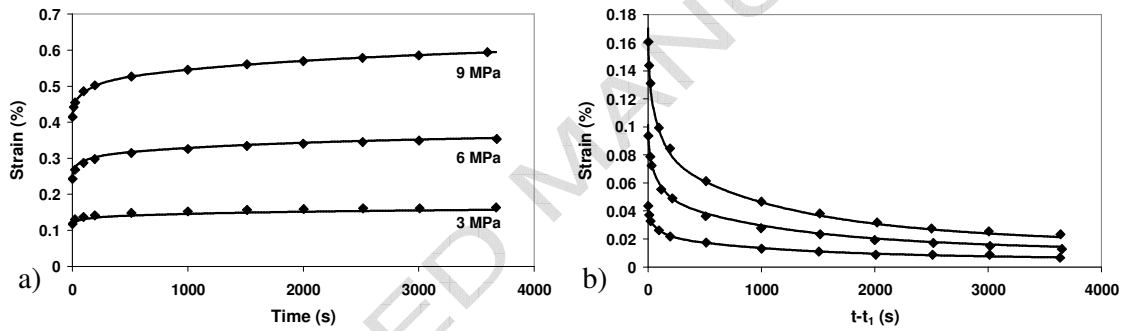 0.7
0.6
0.5
0.4
0.3
0.2
0.1
0
Strain (%)
9 MPa
6 MPa
3 MPa
0 1000 2000 3000 4000
Time (s)
a)
0.18
0.16
0.14
0.12
0.1
0.08
0.06
0.04
0.02
0
Strain (%)
0 1000 2000 3000 4000
t-t₁ (s)
b)
ED MAN